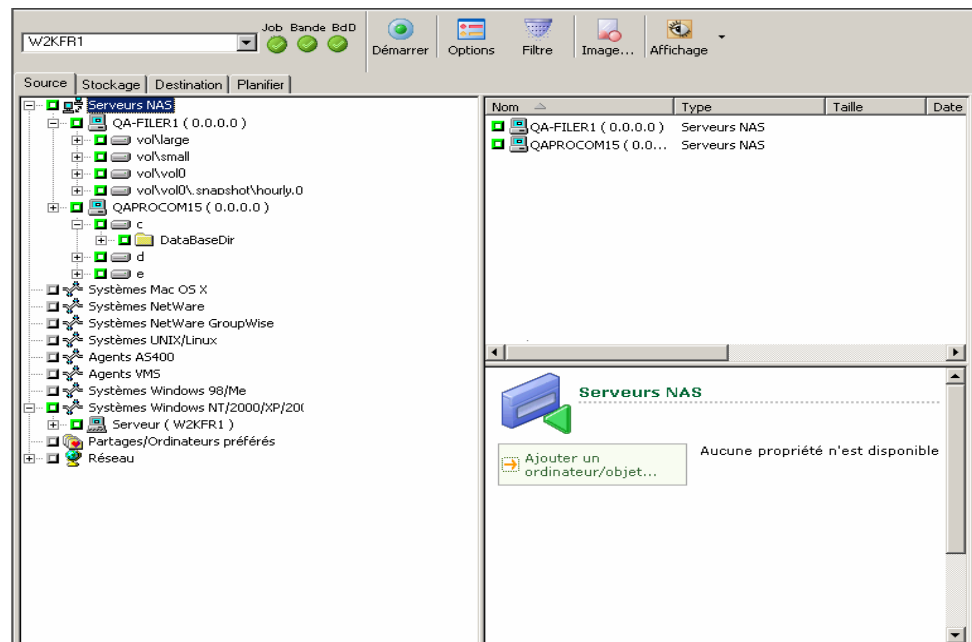 W2KFR1
Job Bande BdD
Démarrer
Options
Filtre
Image...
Affichage
Source
Stockage
Destination
Planifier
Serveurs NAS
QA-FILER1 ( 0.0.0.0 )
vol\large
vol\small
vol\vol0
vol\vol0\.snapshot\hourly.0
QAPROCOM15 ( 0.0.0.0 )
c
DataBaseDir
d
e
Systèmes Mac OS X
Systèmes NetWare
Systèmes NetWare GroupWise
Systèmes UNIX/Linux
Agents AS400
Agents VMS
Systèmes Windows 98/Me
Systèmes Windows NT/2000/XP/20(
Serveur ( W2KFR1 )
Partages/Ordinateurs préférés
Réseau
Nom Type Taille Date
QA-FILER1 ( 0.0.0.0 ) Serveurs NAS
QAPROCOM15 ( 0.0... Serveurs NAS
Serveurs NAS
Ajouter un
ordinateur/objet...
Aucune propriété n'est disponible